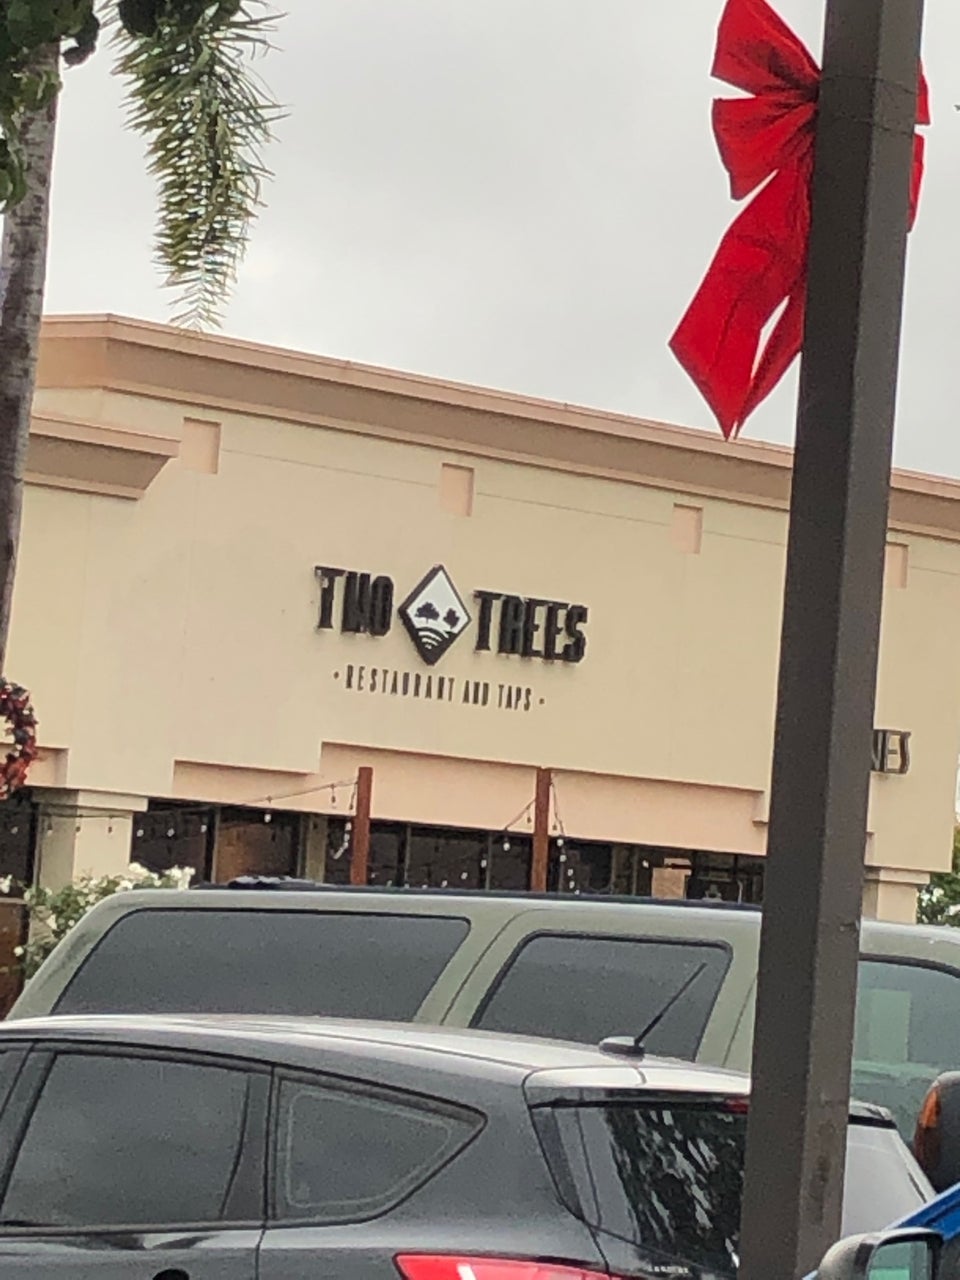 TWO TREES
• RESTAURANT AND TAPS •